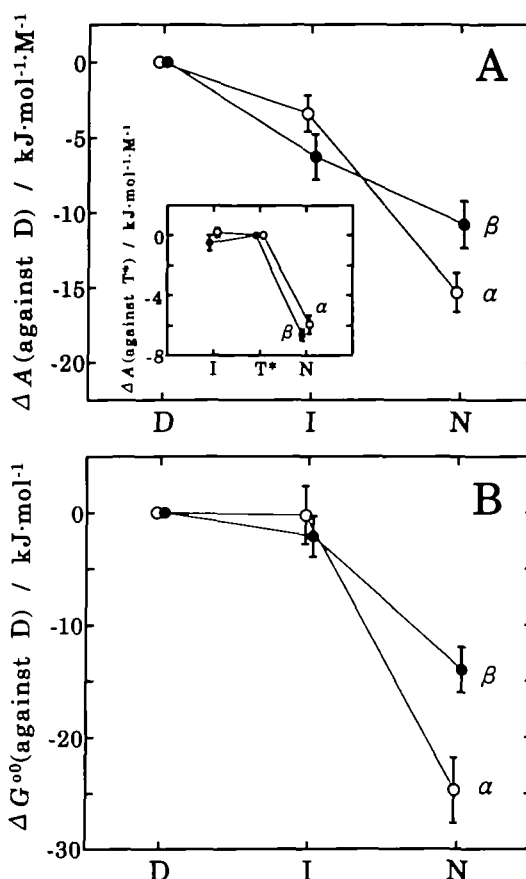 A
ΔA(against D) / kJ·mol⁻¹·M⁻¹
0
-5
-10
-15
-20
β
α
ΔA(against T*) / kJ·mol⁻¹·M⁻¹
0
-4
-8
α
β
I T* N
D I N
B
ΔG°⁰(against D) / kJ·mol⁻¹
0
-10
-20
-30
β
α
D I N